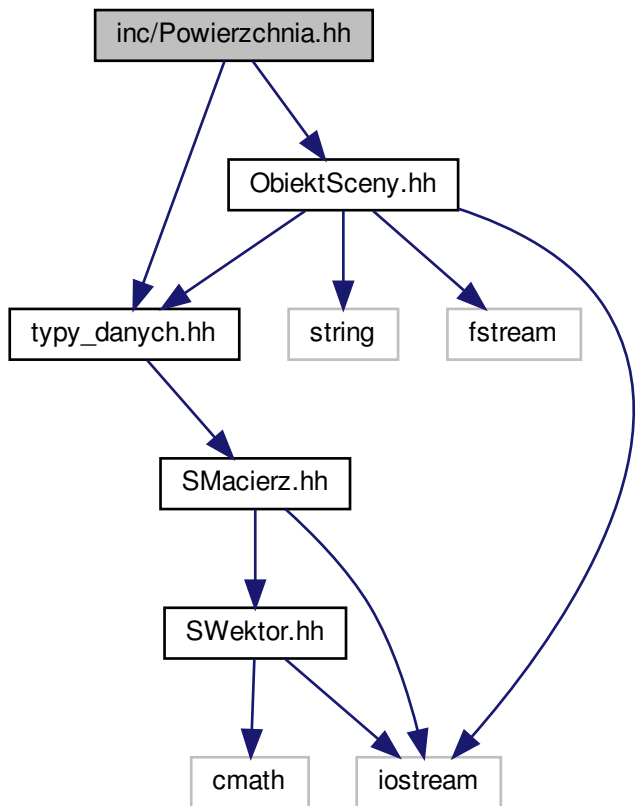 inc/Powierzchnia.hh
ObiektSceny.hh
typy_danych.hh
string
fstream
SMacierz.hh
SWektor.hh
cmath
iostream